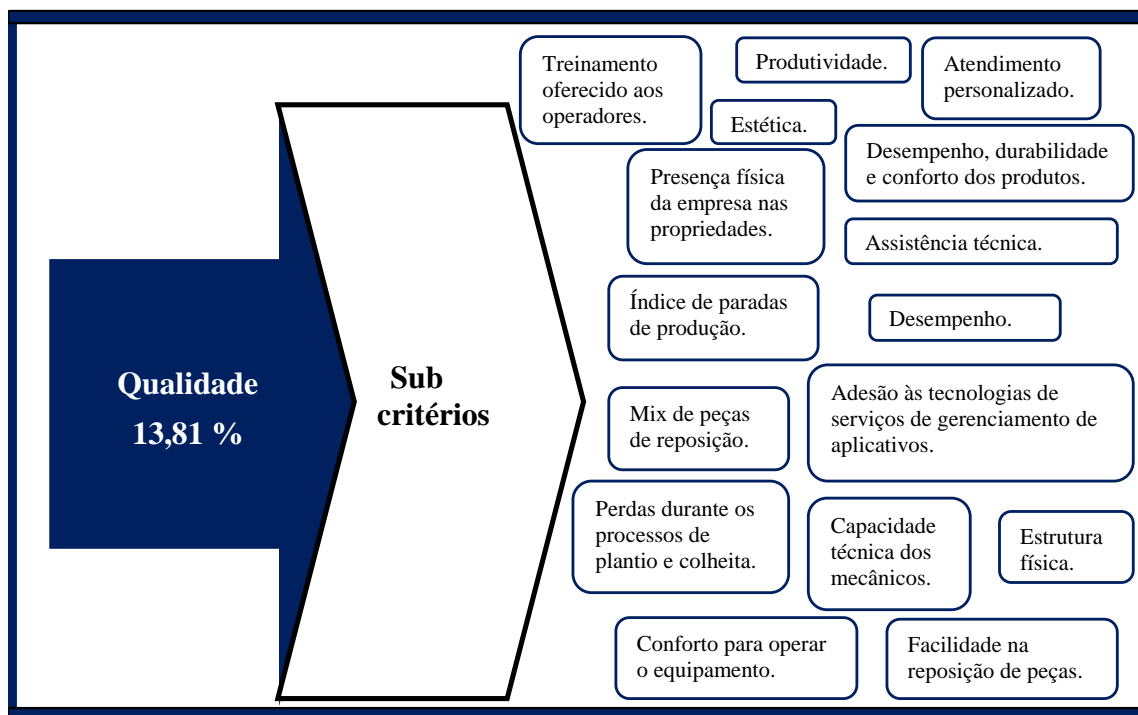 Qualidade
13,81 %
Sub
critérios
Treinamento
oferecido aos
operadores.
Produtividade.
Atendimento
personalizado.
Estética.
Desempenho, durabilidade
e conforto dos produtos.
Presença física
da empresa nas
propriedades.
Assistência técnica.
Índice de paradas
de produção.
Desempenho.
Mix de peças
de reposição.
Adesão às tecnologias de
serviços de gerenciamento de
aplicativos.
Perdas durante os
processos de
plantio e colheita.
Capacidade
técnica dos
mecânicos.
Estrutura
física.
Conforto para operar
o equipamento.
Facilidade na
reposição de peças.